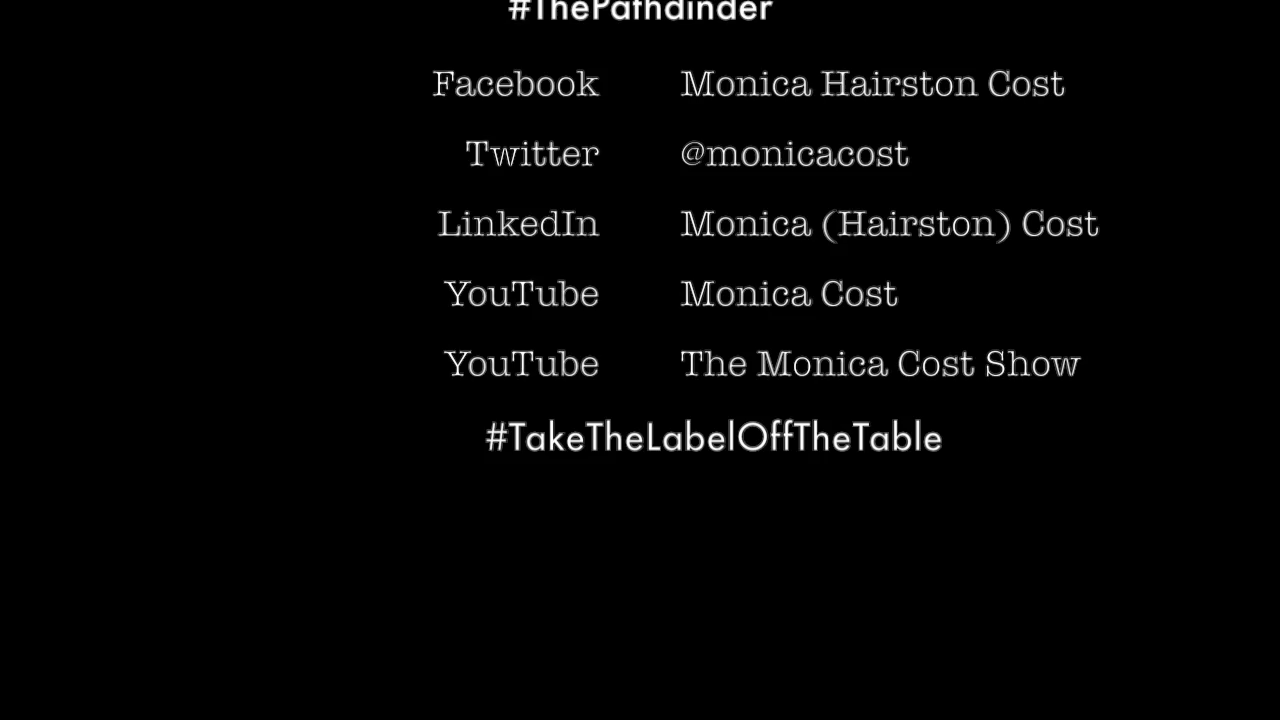 #ThePathdinder
Facebook Monica Hairston Cost
Twitter @monicacost
LinkedIn Monica (Hairston) Cost
YouTube Monica Cost
YouTube The Monica Cost Show
#TakeTheLabelOffTheTable